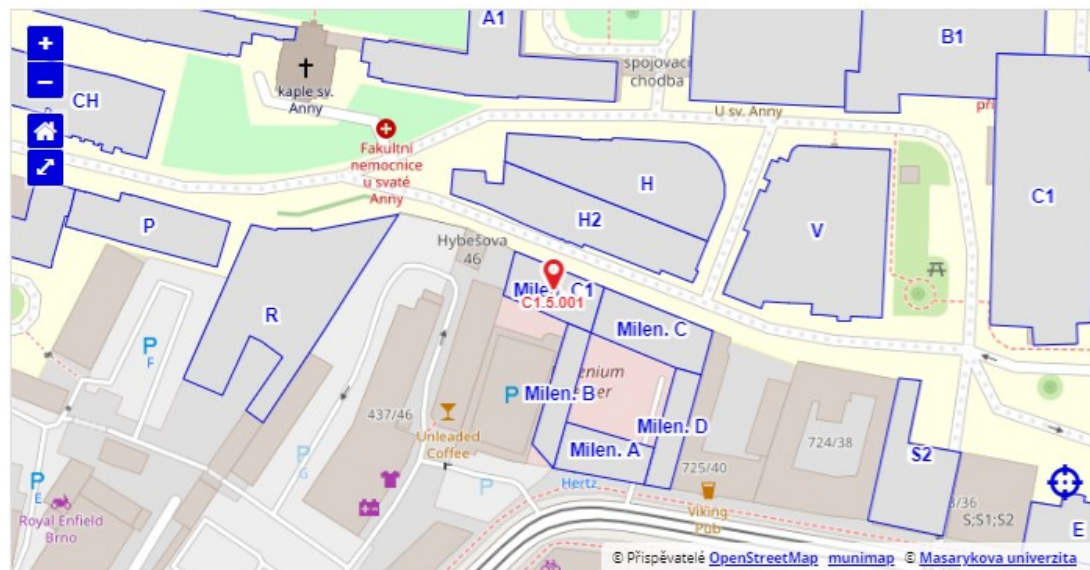 A1
B1
+
−
CH
kaple sv.
Anny
spojovací
chodba
U sv. Anny
Fakultní
nemocnice
u svaté
Anny
H
C1
P
H2
V
Hybešova
46
R
Milen. C1
C1.5.001
Milen. C
P
F
Milen. B
P
437/46
Unleaded
Coffee
Milen. D
724/38
Milen. A
P
G
725/40
S2
P
E
P
Hertz
Royal Enfield
Brno
Viking
Pub
S;S1;S2
E
© Přispěvatelé OpenStreetMap munimap © Masarykova univerzita